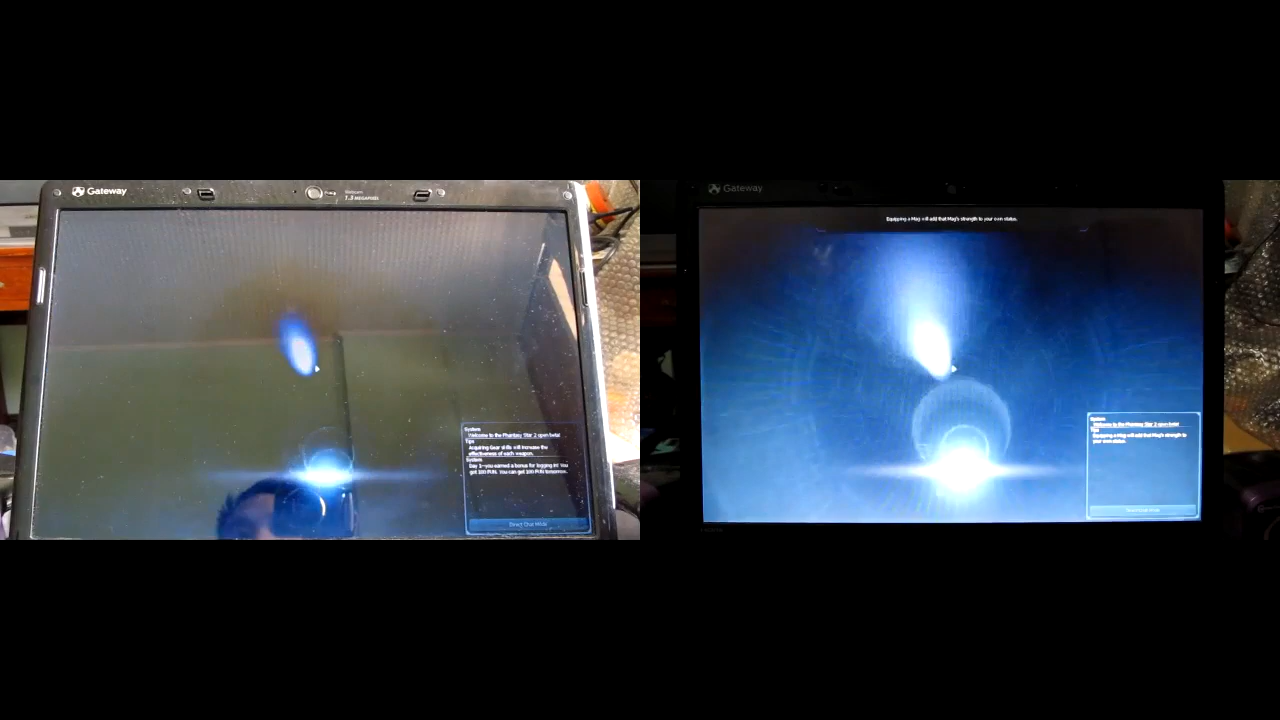 Gateway
Webcam
1.3 MEGAPIXEL
System
Welcome to the Phantasy Star 2 open beta!
Tips
Acquiring Gear skills will increase the
effectiveness of each weapon.
System
Day 1~you earned a bonus for logging in! You
got 100 FUN. You can get 100 FUN tomorrow.
Direct Chat Mode
Gateway
Equipping a Mag will add that Mag's strength to your own status.
System
Welcome to the Phantasy Star 2 open beta!
Tips
Equipping a Mag will add that Mag's strength to
your own status.